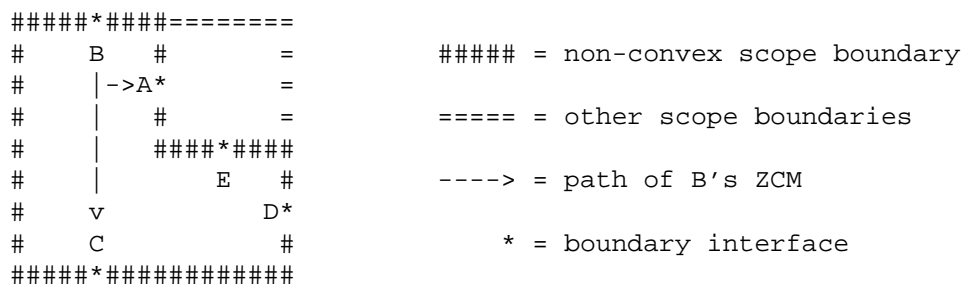 #####*####========
#    B   #       =         ##### = non-convex scope boundary
#    |->A*       =
#    |   #       =         ===== = other scope boundaries
#    |   ####*####
#    |       E   #         ----> = path of B's ZCM
#    v          D*
#    C           #             * = boundary interface
#####*############